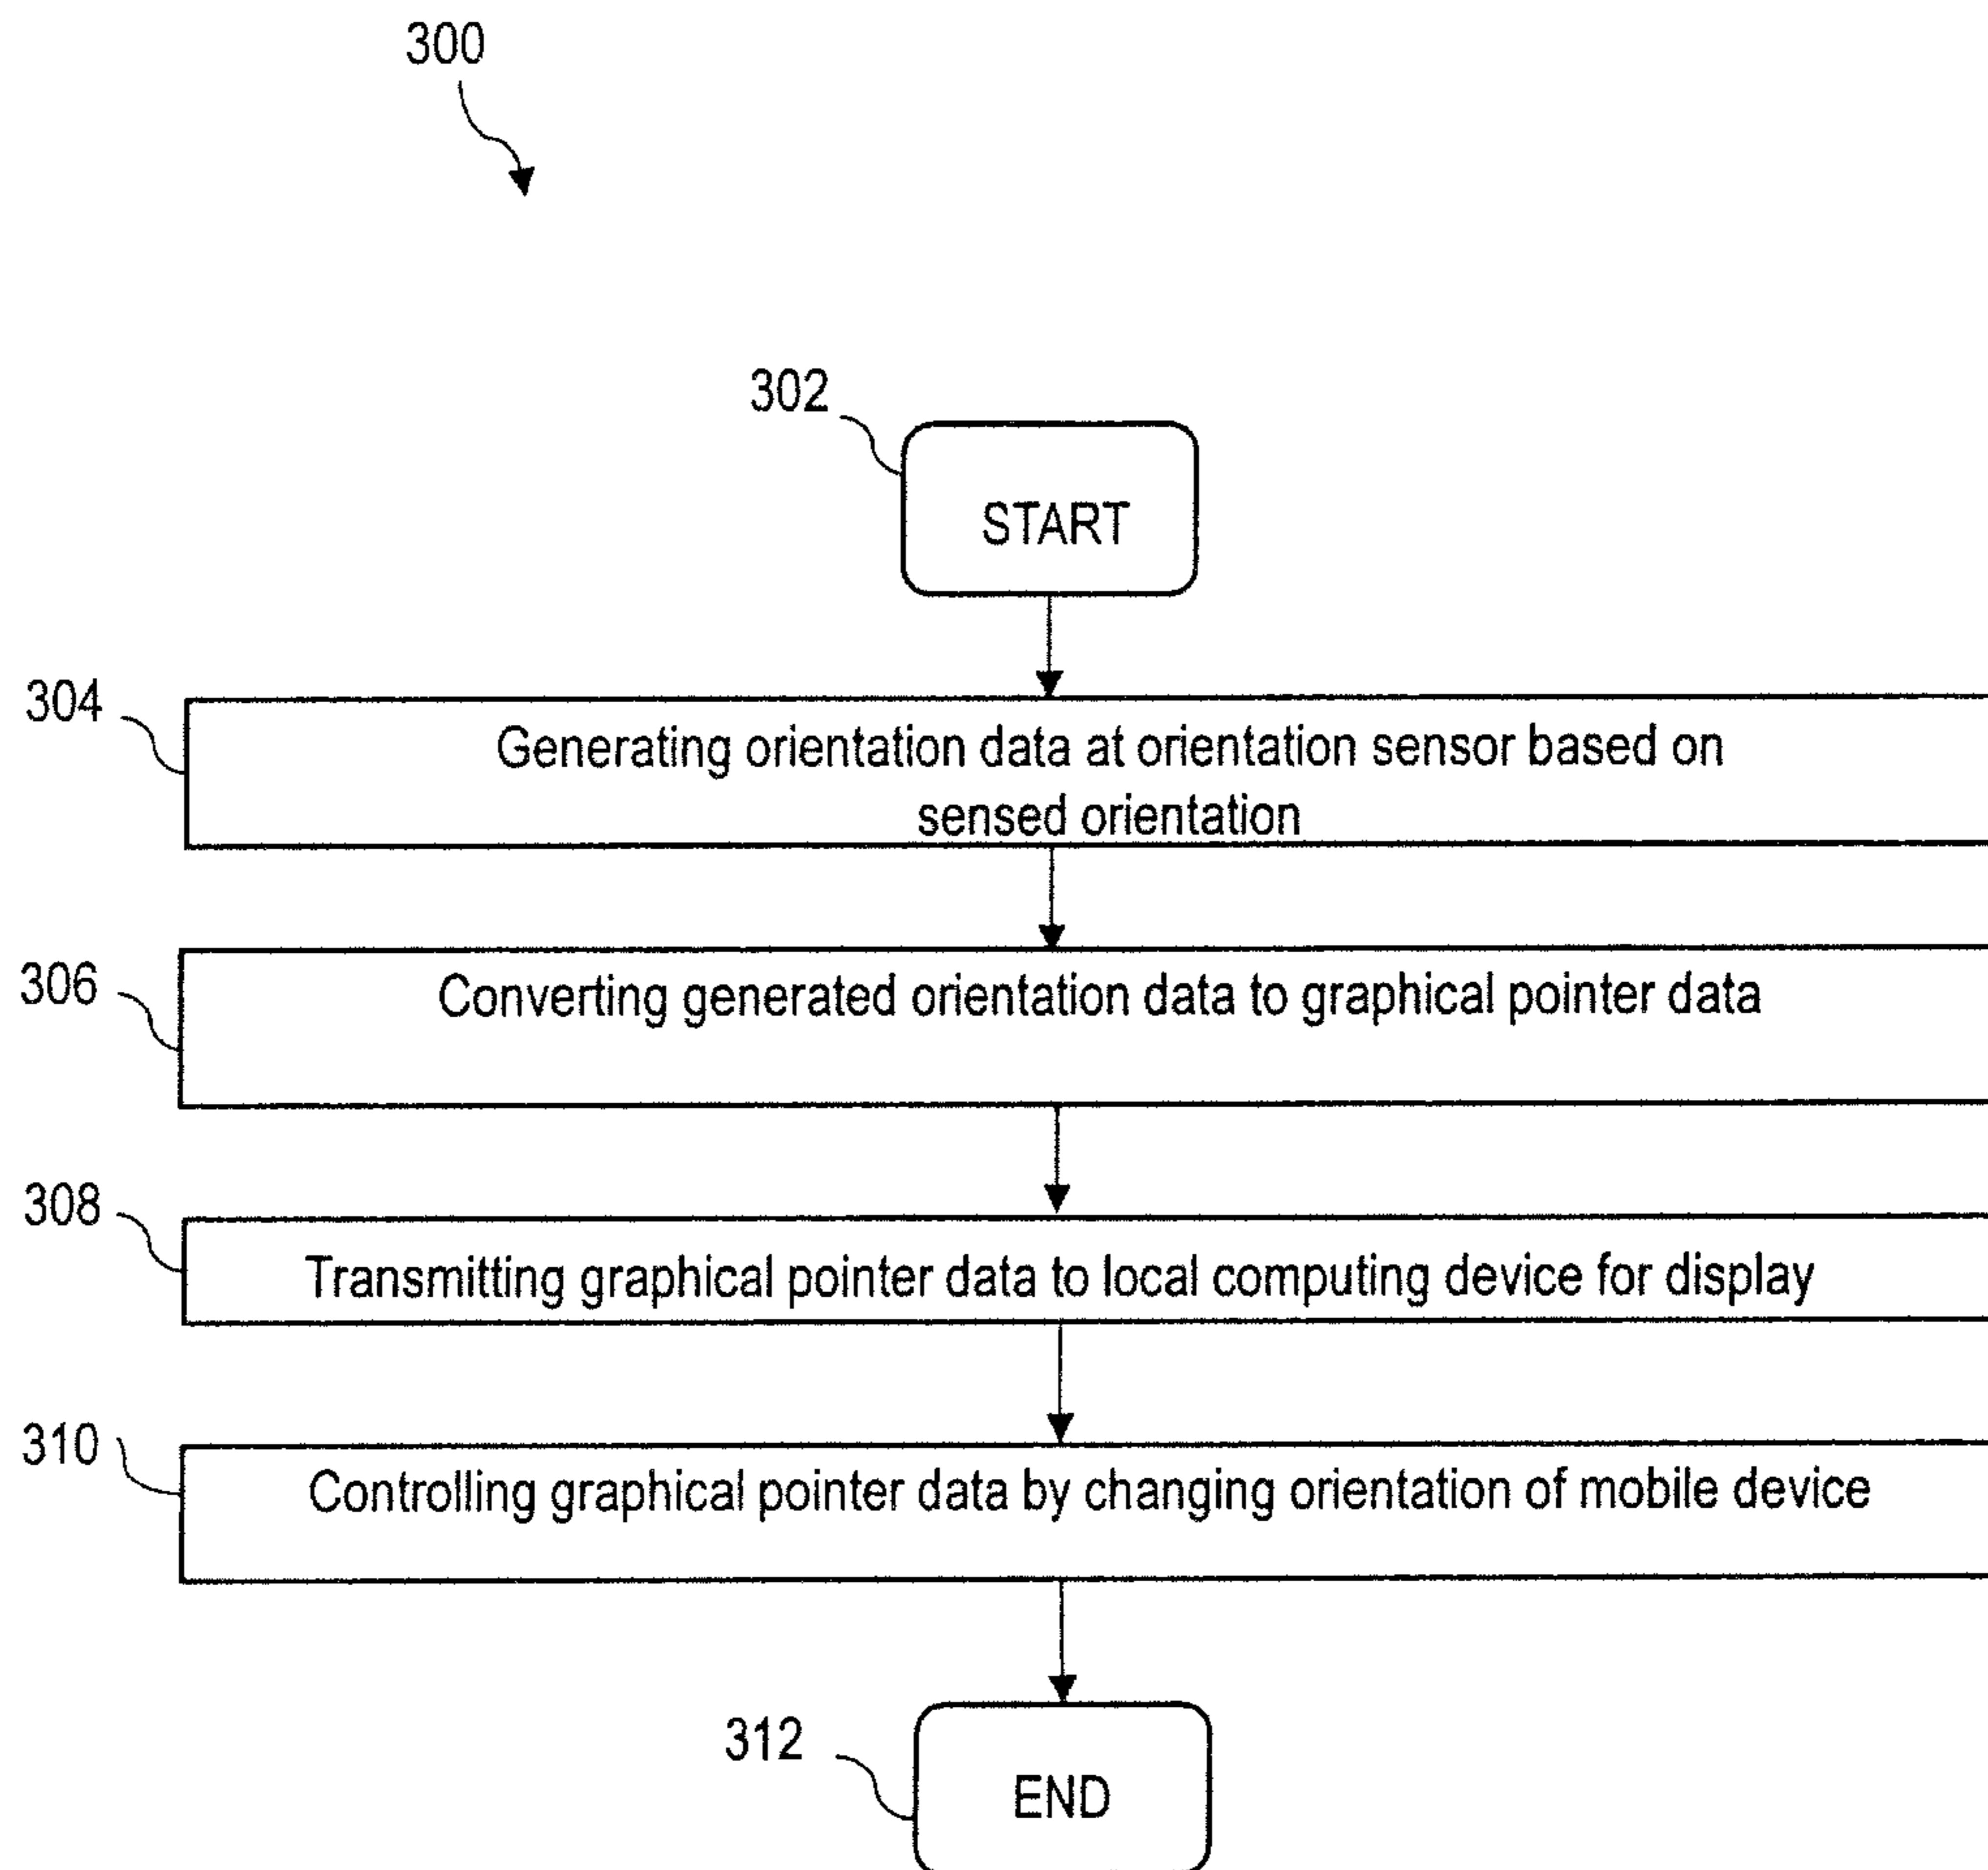 300
302
START
304
Generating orientation data at orientation sensor based on
sensed orientation
306
Converting generated orientation data to graphical pointer data
308
Transmitting graphical pointer data to local computing device for display
310
Controlling graphical pointer data by changing orientation of mobile device
312
END